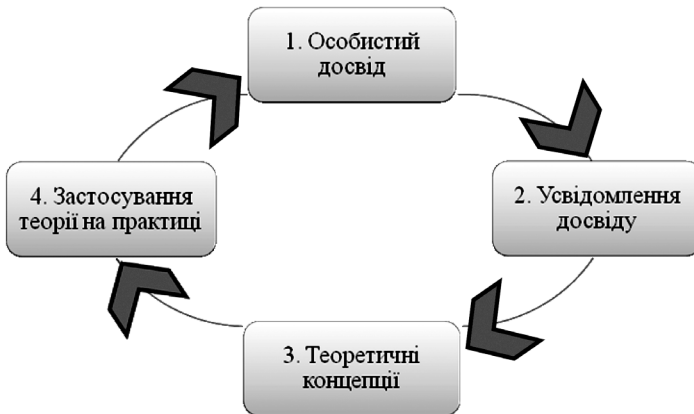 1. Особистий
досвід
2. Усвідомлення
досвіду
3. Теоретичні
концепції
4. Застосування
теорії на практиці